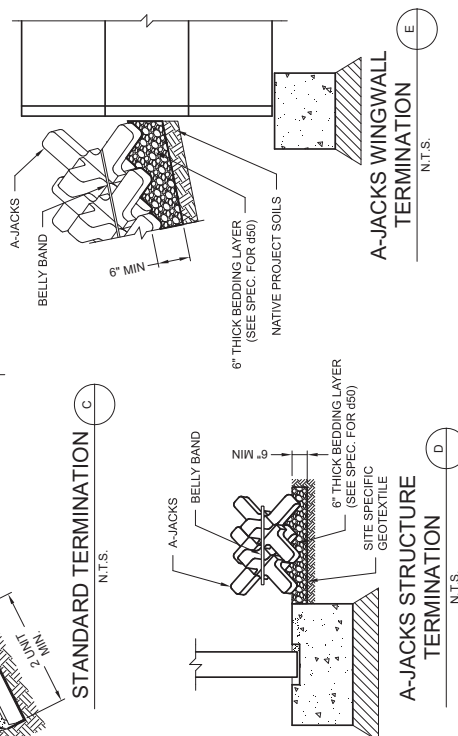 2 UNIT
MIN.
STANDARD TERMINATION
N.T.S.
C
A-JACKS
BELLY BAND
6" MIN
6" THICK BEDDING LAYER
(SEE SPEC. FOR d50)
SITE SPECIFIC
GEOTEXTILE
A-JACKS STRUCTURE
TERMINATION
N.T.S.
D
A-JACKS
BELLY BAND
6" MIN
6" THICK BEDDING LAYER
(SEE SPEC. FOR d50)
NATIVE PROJECT SOILS
A-JACKS WINGWALL
TERMINATION
N.T.S.
E